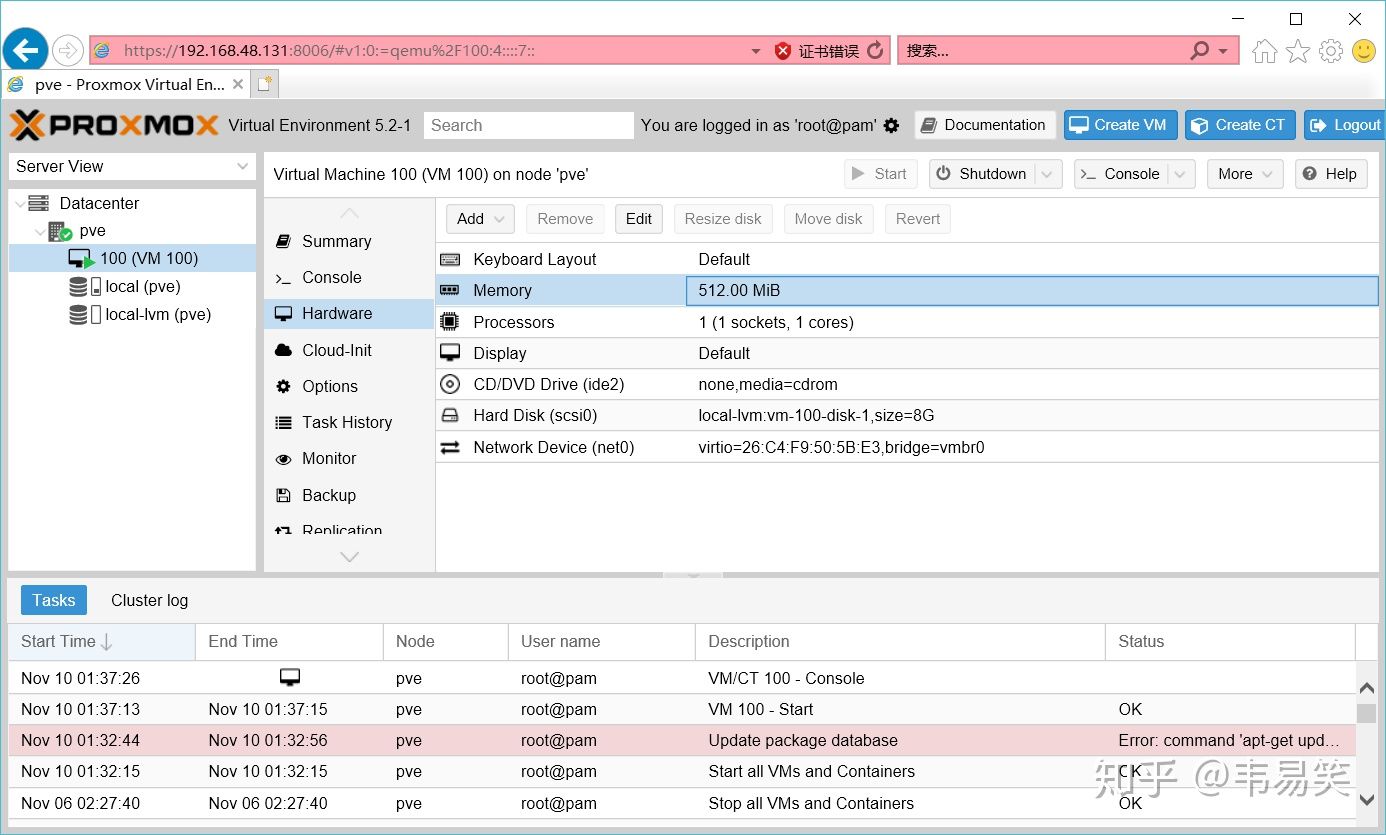 https://192.168.48.131:8006/#v1:0:=qemu%2F100:4::::7:: 证书错误 搜索...
pve - Proxmox Virtual En...
PROXMOX Virtual Environment 5.2-1 Search You are logged in as 'root@pam' Documentation Create VM Create CT Logout
Server View
Virtual Machine 100 (VM 100) on node 'pve' Start Shutdown Console More Help
Datacenter
pve
100 (VM 100)
local (pve)
local-lvm (pve)
Summary
Console
Hardware
Cloud-Init
Options
Task History
Monitor
Backup
Replication
Add Remove Edit Resize disk Move disk Revert
Keyboard Layout Default
Memory 512.00 MiB
Processors 1 (1 sockets, 1 cores)
Display Default
CD/DVD Drive (ide2) none,media=cdrom
Hard Disk (scsi0) local-lvm:vm-100-disk-1,size=8G
Network Device (net0) virtio=26:C4:F9:50:5B:E3,bridge=vmbr0
Tasks Cluster log
Start Time End Time Node User name Description Status
Nov 10 01:37:26 pve root@pam VM/CT 100 - Console
Nov 10 01:37:13 Nov 10 01:37:15 pve root@pam VM 100 - Start OK
Nov 10 01:32:44 Nov 10 01:32:56 pve root@pam Update package database Error: command 'apt-get upd...
Nov 10 01:32:15 Nov 10 01:32:15 pve root@pam Start all VMs and Containers OK
Nov 06 02:27:40 Nov 06 02:27:40 pve root@pam Stop all VMs and Containers OK
知乎 @韦易笑